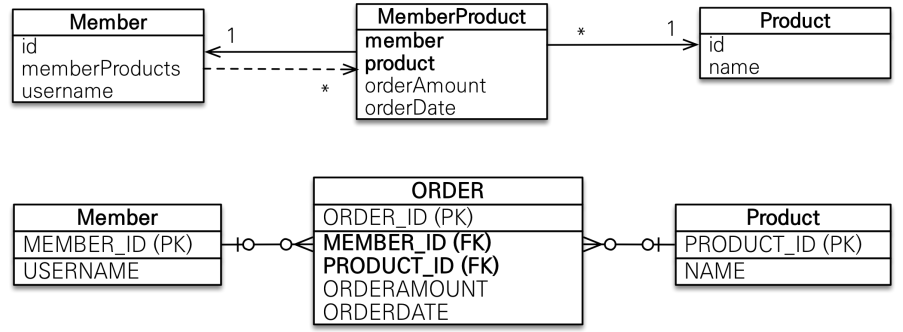 Member
id
memberProducts
username
1
*
MemberProduct
member
product
orderAmount
orderDate
*
1
Product
id
name
Member
MEMBER_ID (PK)
USERNAME
ORDER
ORDER_ID (PK)
MEMBER_ID (FK)
PRODUCT_ID (FK)
ORDERAMOUNT
ORDERDATE
Product
PRODUCT_ID (PK)
NAME